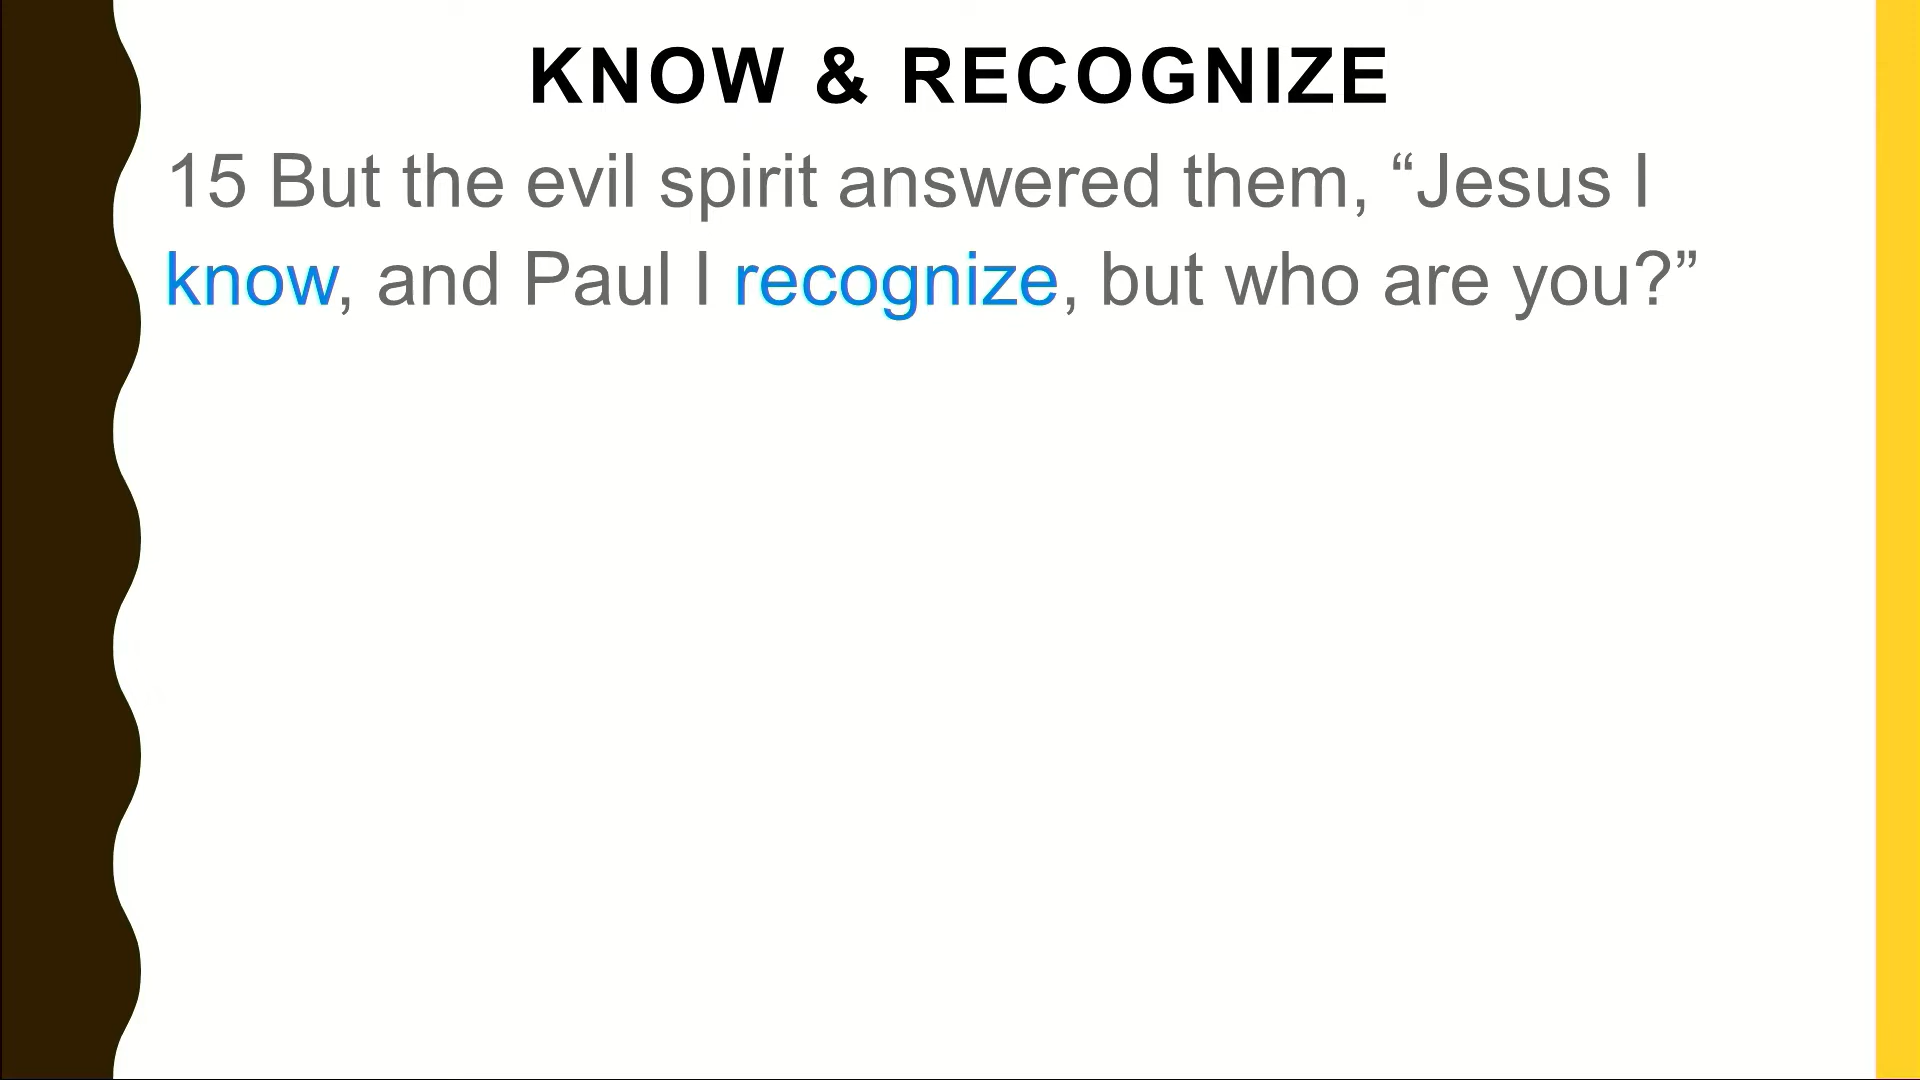 KNOW & RECOGNIZE
15 But the evil spirit answered them, “Jesus I
know, and Paul I recognize, but who are you?”